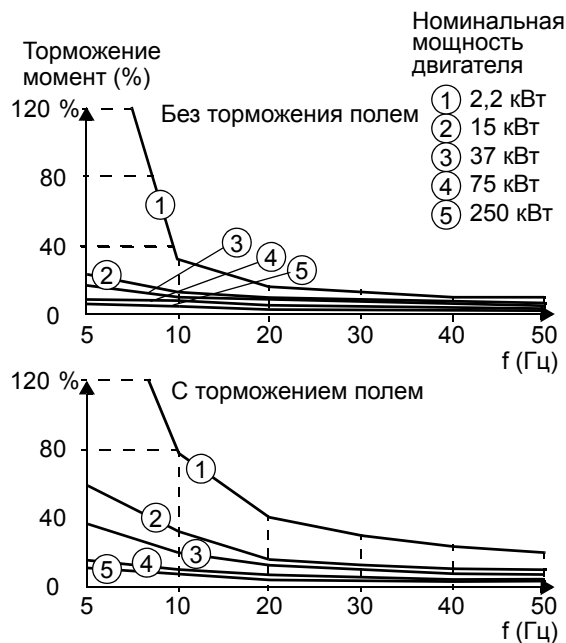 Торможение
момент (%)
Номинальная
мощность
двигателя
1 2,2 кВт
2 15 кВт
3 37 кВт
4 75 кВт
5 250 кВт
Без торможения полем
120 %
80
40
0
1
2
3
4
5
5 10 20 30 40 50
f (Гц)
С торможением полем
120 %
80
40
0
1
2
3
4
5
5 10 20 30 40 50
f (Гц)